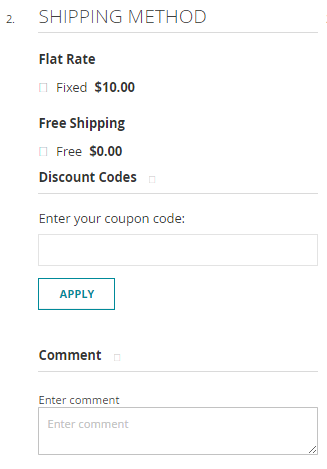 2. SHIPPING METHOD
Flat Rate
Fixed $10.00
Free Shipping
Free $0.00
Discount Codes
Enter your coupon code:
APPLY
Comment
Enter comment
Enter comment